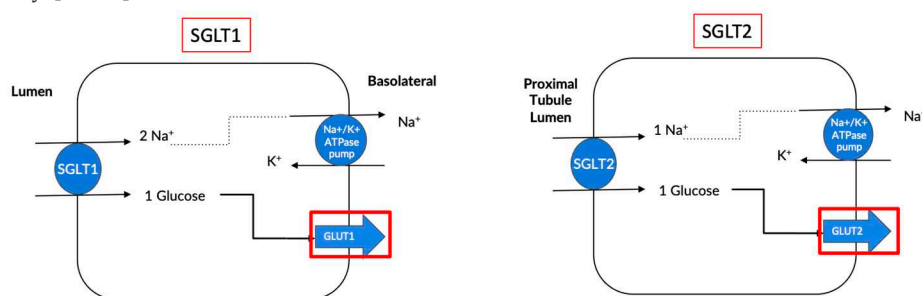 SGLT1
Lumen
Basolateral
2 Na⁺
Na+/K+
ATPase
pump
Na⁺
K⁺
SGLT1
1 Glucose
GLUT1
SGLT2
Proximal
Tubule
Lumen
1 Na⁺
Na+/K+
ATPase
pump
Na⁺
K⁺
SGLT2
1 Glucose
GLUT2